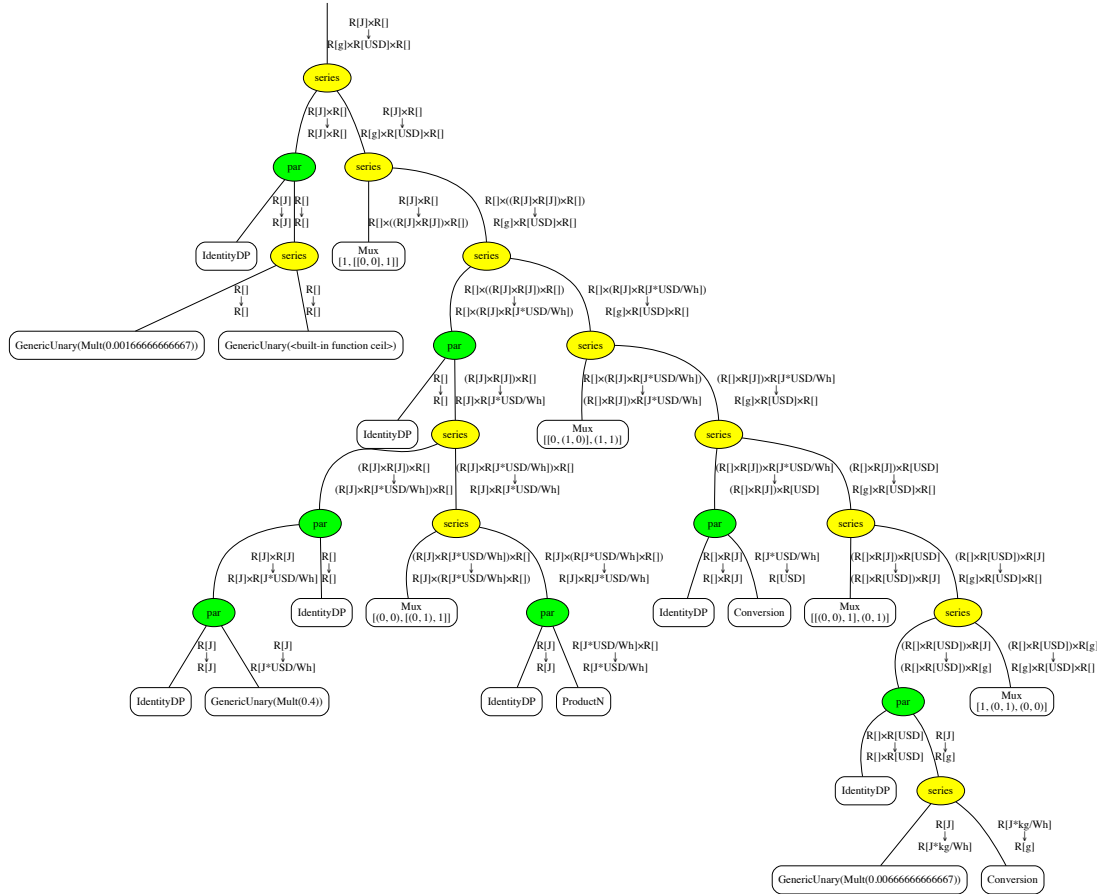 R[J]×R[]
↓
R[g]×R[USD]×R[]
series
R[J]×R[]
↓
R[J]×R[]
R[J]×R[]
↓
R[g]×R[USD]×R[]
par
series
R[J]
↓
R[J]
R[]
↓
R[]
R[J]×R[]
↓
R[]×((R[J]×R[J])×R[])
R[]×((R[J]×R[J])×R[])
↓
R[g]×R[USD]×R[]
IdentityDP
series
Mux
[1, [[0, 0], 1]]
series
R[]
↓
R[]
R[]
↓
R[]
R[]×((R[J]×R[J])×R[])
↓
R[]×(R[J]×R[J*USD/Wh])
R[]×(R[J]×R[J*USD/Wh])
↓
R[g]×R[USD]×R[]
GenericUnary(Mult(0.00166666666667))
GenericUnary(<built-in function ceil>)
par
series
R[]
↓
R[]
(R[J]×R[J])×R[]
↓
R[J]×R[J*USD/Wh]
R[]×(R[J]×R[J*USD/Wh])
↓
(R[]×R[J])×R[J*USD/Wh]
(R[]×R[J])×R[J*USD/Wh]
↓
R[g]×R[USD]×R[]
IdentityDP
series
Mux
[[0, (1, 0)], (1, 1)]
series
(R[J]×R[J])×R[]
↓
(R[J]×R[J*USD/Wh])×R[]
(R[J]×R[J*USD/Wh])×R[]
↓
R[J]×R[J*USD/Wh]
(R[]×R[J])×R[J*USD/Wh]
↓
(R[]×R[J])×R[USD]
(R[]×R[J])×R[USD]
↓
R[g]×R[USD]×R[]
par
series
par
series
R[J]×R[J]
↓
R[J]×R[J*USD/Wh]
R[]
↓
R[]
(R[J]×R[J*USD/Wh])×R[]
↓
R[J]×(R[J*USD/Wh]×R[])
R[J]×(R[J*USD/Wh]×R[])
↓
R[J]×R[J*USD/Wh]
R[]×R[J]
↓
R[]×R[J]
R[J*USD/Wh]
↓
R[USD]
(R[]×R[J])×R[USD]
↓
(R[]×R[USD])×R[J]
(R[]×R[USD])×R[J]
↓
R[g]×R[USD]×R[]
par
IdentityDP
Mux
[(0, 0), [(0, 1), 1]]
par
IdentityDP
Conversion
Mux
[[(0, 0), 1], (0, 1)]
series
R[J]
↓
R[J]
R[J]
↓
R[J*USD/Wh]
R[J]
↓
R[J]
R[J*USD/Wh]×R[]
↓
R[J*USD/Wh]
(R[]×R[USD])×R[J]
↓
(R[]×R[USD])×R[g]
(R[]×R[USD])×R[g]
↓
R[g]×R[USD]×R[]
IdentityDP
GenericUnary(Mult(0.4))
IdentityDP
ProductN
par
Mux
[1, (0, 1), (0, 0)]
R[]×R[USD]
↓
R[]×R[USD]
R[J]
↓
R[g]
IdentityDP
series
R[J]
↓
R[J*kg/Wh]
R[J*kg/Wh]
↓
R[g]
GenericUnary(Mult(0.00666666666667))
Conversion